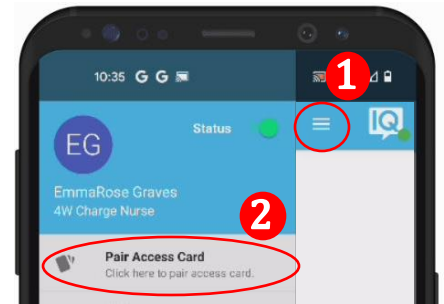 10:35 G G
1
EG
Status
IQ
EmmaRose Graves
4W Charge Nurse
2
Pair Access Card
Click here to pair access card.